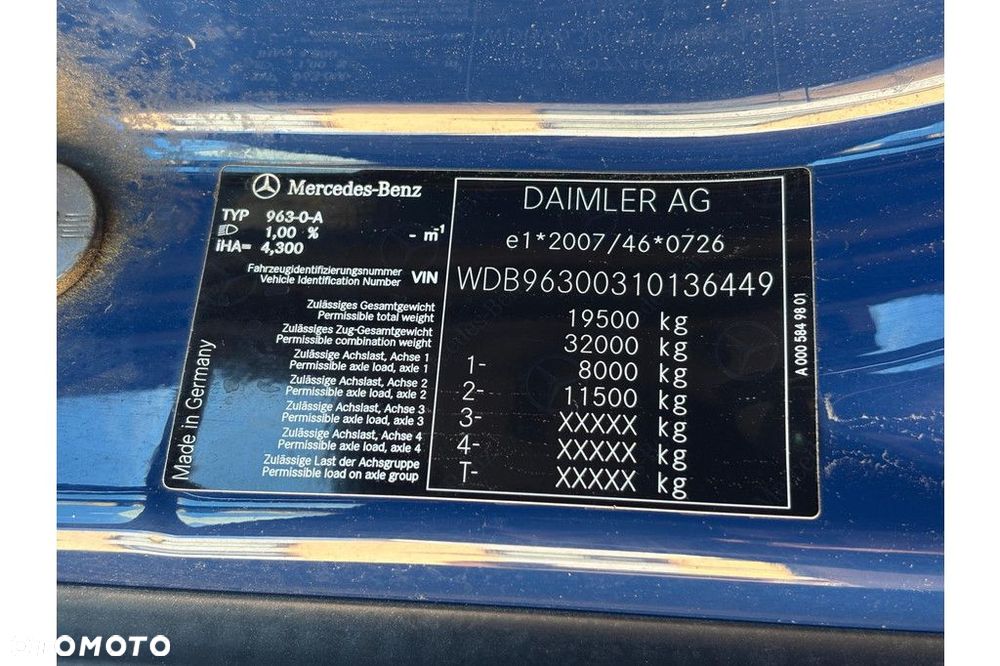 Mercedes-Benz
TYP 963-0-A
1,00 % - m-1
iHA= 4,300
DAIMLER AG
e1*2007/46*0726
Fahrzeugidentifizierungsnummer
Vehicle Identification Number VIN WDB96300310136449
Zulässiges Gesamtgewicht
Permissible total weight 19500 kg
Zulässiges Zug-Gesamtgewicht
Permissible combination weight 32000 kg
Zulässige Achslast, Achse 1
Permissible axle load, axle 1 1- 8000 kg
Zulässige Achslast, Achse 2
Permissible axle load, axle 2 2- 11500 kg
Zulässige Achslast, Achse 3
Permissible axle load, axle 3 3- XXXXX kg
Zulässige Achslast, Achse 4
Permissible axle load, axle 4 4- XXXXX kg
Zulässige Last der Achsgruppe
Permissible load on axle group T- XXXXX kg
Made in Germany
A 000 584 98 01
OTOMOTO